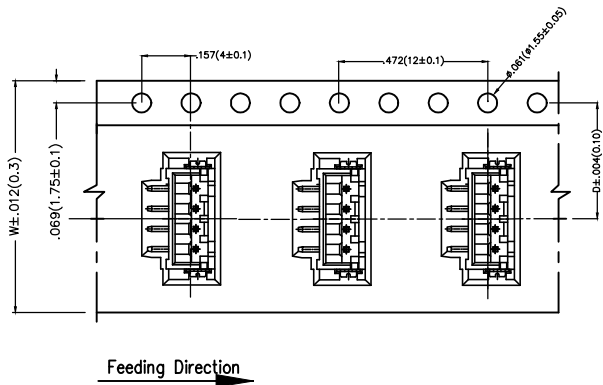 .157(4±0.1)
.472(12±0.1)
ø.061(ø1.55±0.05)
W±.012(0.3)
.069(1.75±0.1)
D±.004(0.10)
Feeding Direction